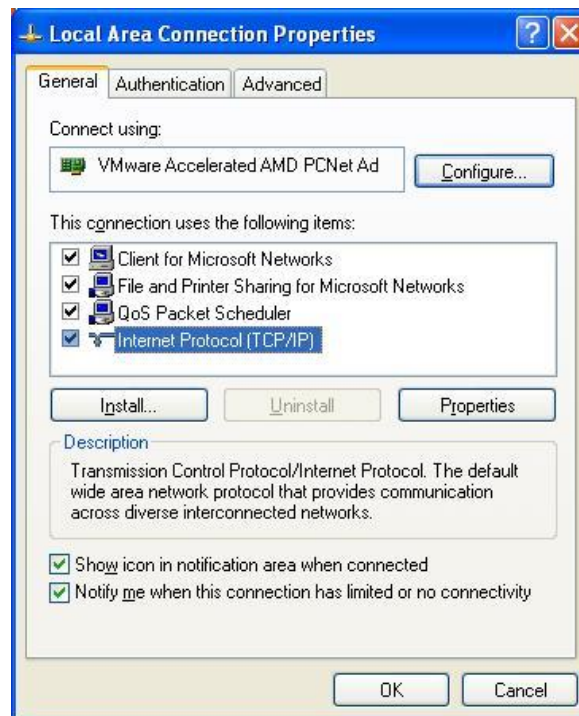 Local Area Connection Properties
General Authentication Advanced
Connect using:
VMware Accelerated AMD PCNet Ad
Configure...
This connection uses the following items:
Client for Microsoft Networks
File and Printer Sharing for Microsoft Networks
QoS Packet Scheduler
Internet Protocol (TCP/IP)
Install... Uninstall Properties
Description
Transmission Control Protocol/Internet Protocol. The default
wide area network protocol that provides communication
across diverse interconnected networks.
Show icon in notification area when connected
Notify me when this connection has limited or no connectivity
OK Cancel